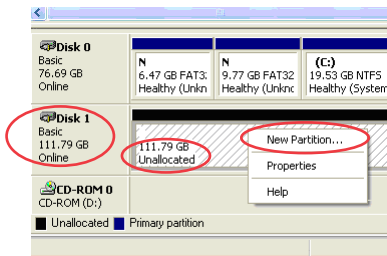 Disk 0
Basic
76.69 GB
Online
N
6.47 GB FAT32
Healthy (Unkn
N
9.77 GB FAT32
Healthy (Unknc
(C:)
19.53 GB NTFS
Healthy (System
Disk 1
Basic
111.79 GB
Online
111.79 GB
Unallocated
New Partition...
Properties
Help
CD-ROM 0
CD-ROM (D:)
Unallocated
Primary partition